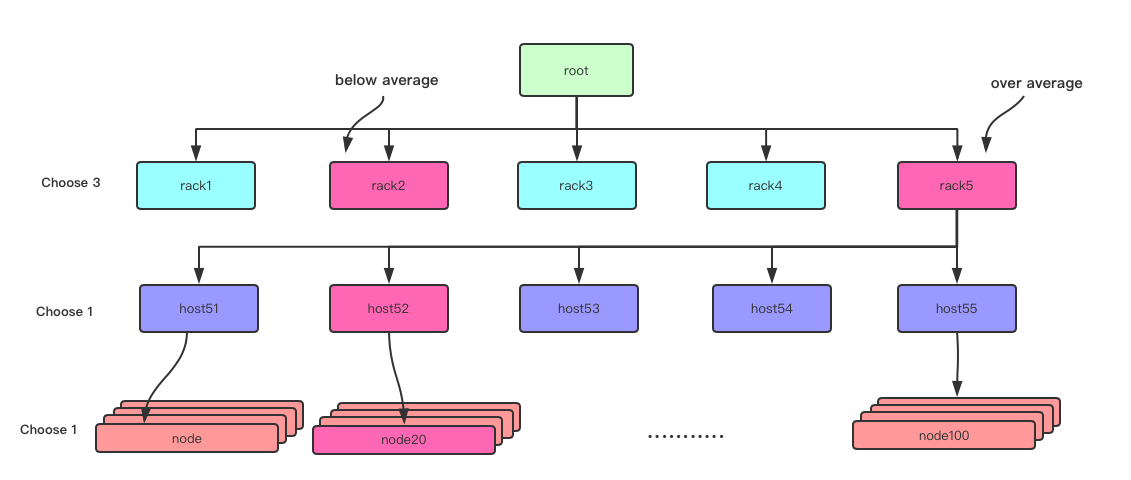 root
below average
over average
Choose 3
rack1
rack2
rack3
rack4
rack5
Choose 1
host51
host52
host53
host54
host55
Choose 1
node
node20
...........
node100